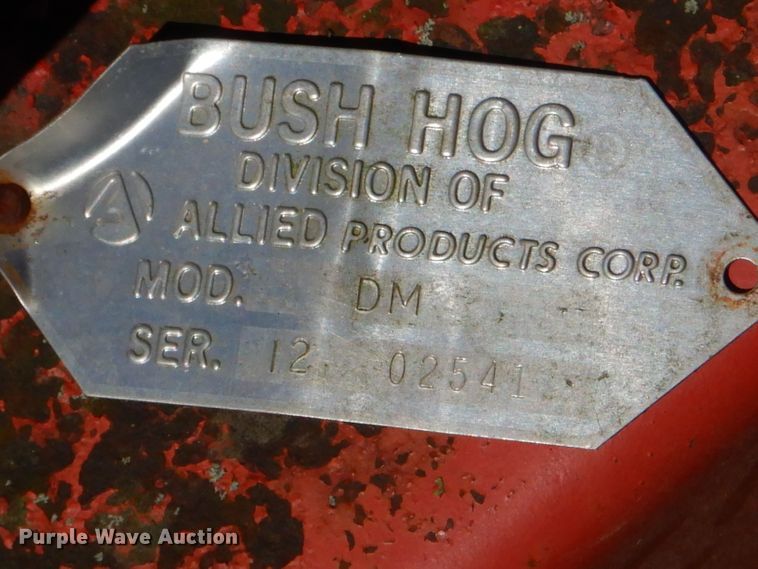 BUSH HOG®
DIVISION OF
A ALLIED PRODUCTS CORP.
MOD. DM
SER. 12 02541
Purple Wave Auction®